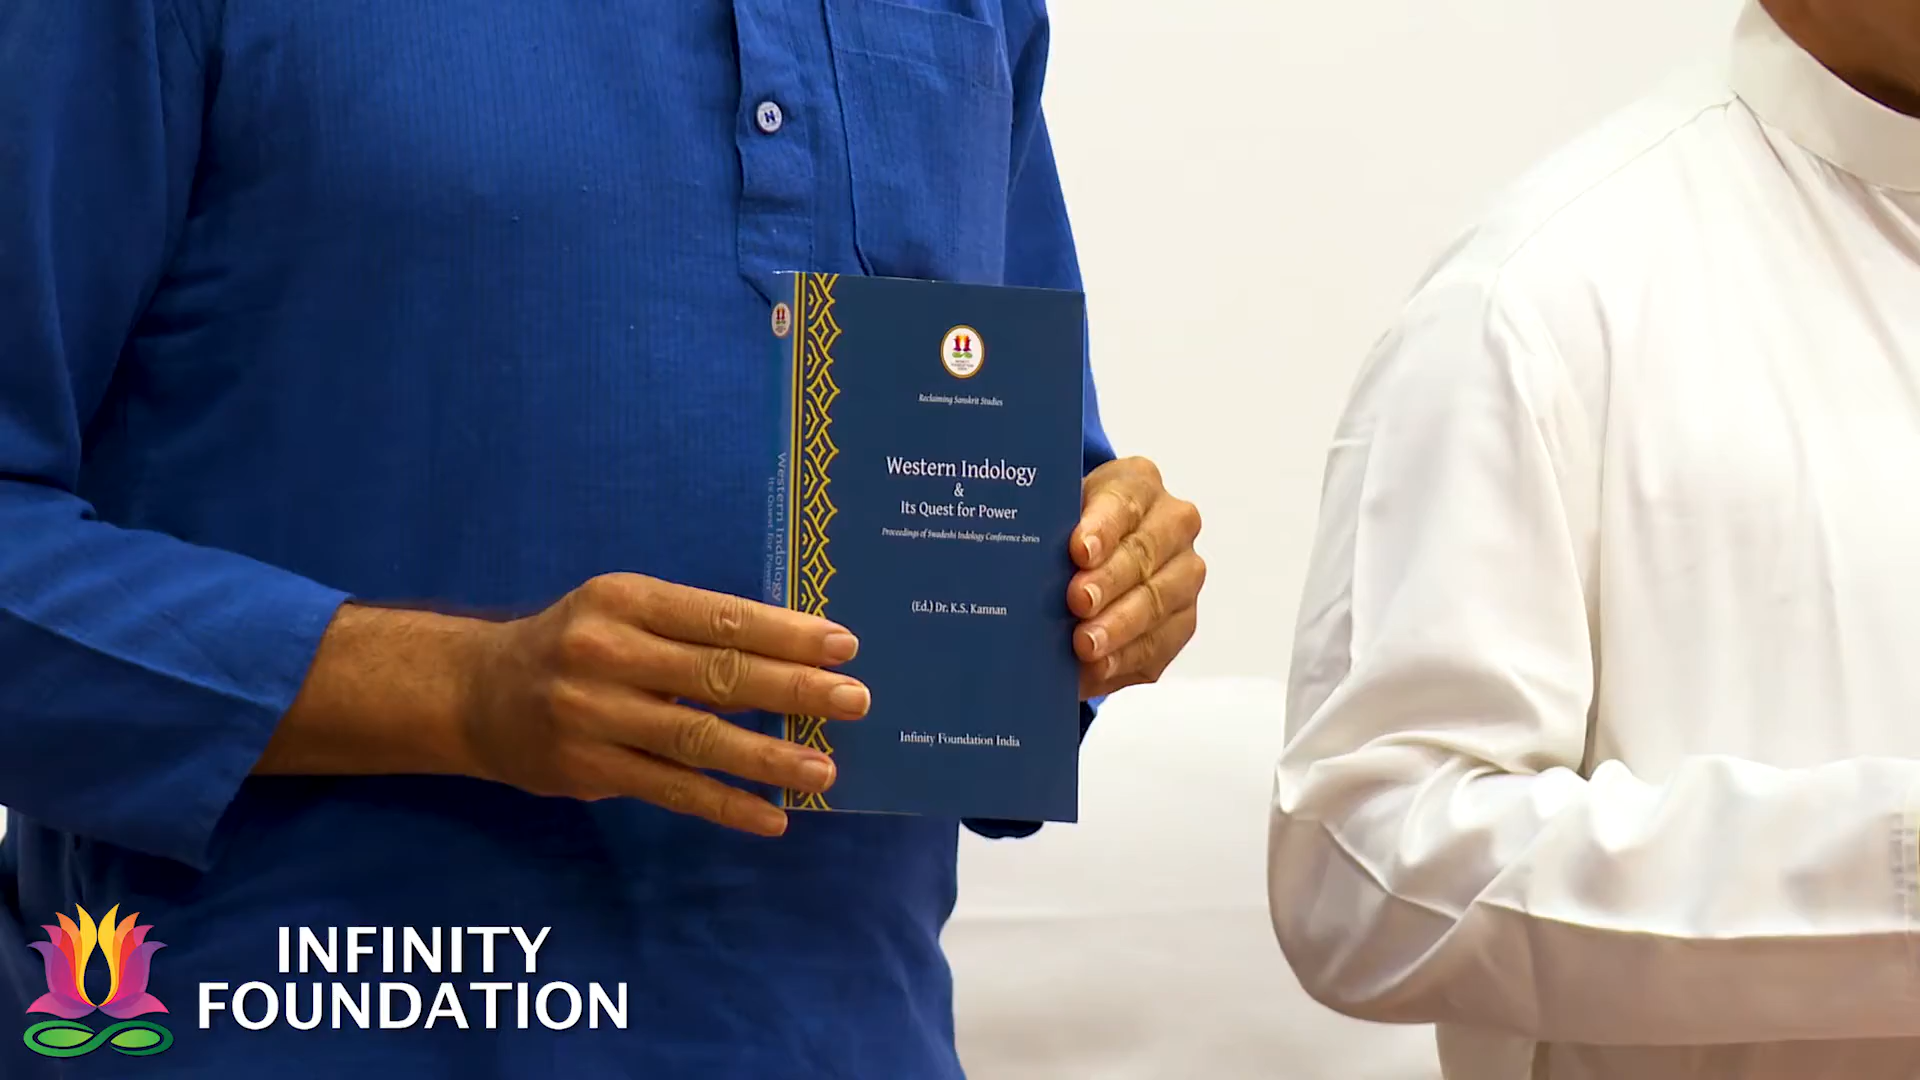 Reclaiming Sanskrit Studies
Western Indology
&
Its Quest for Power
Proceedings of Swadeshi Indology Conference Series
(Ed.) Dr. K.S. Kannan
Infinity Foundation India
Western Indology
Its Quest for Power
INFINITY
FOUNDATION